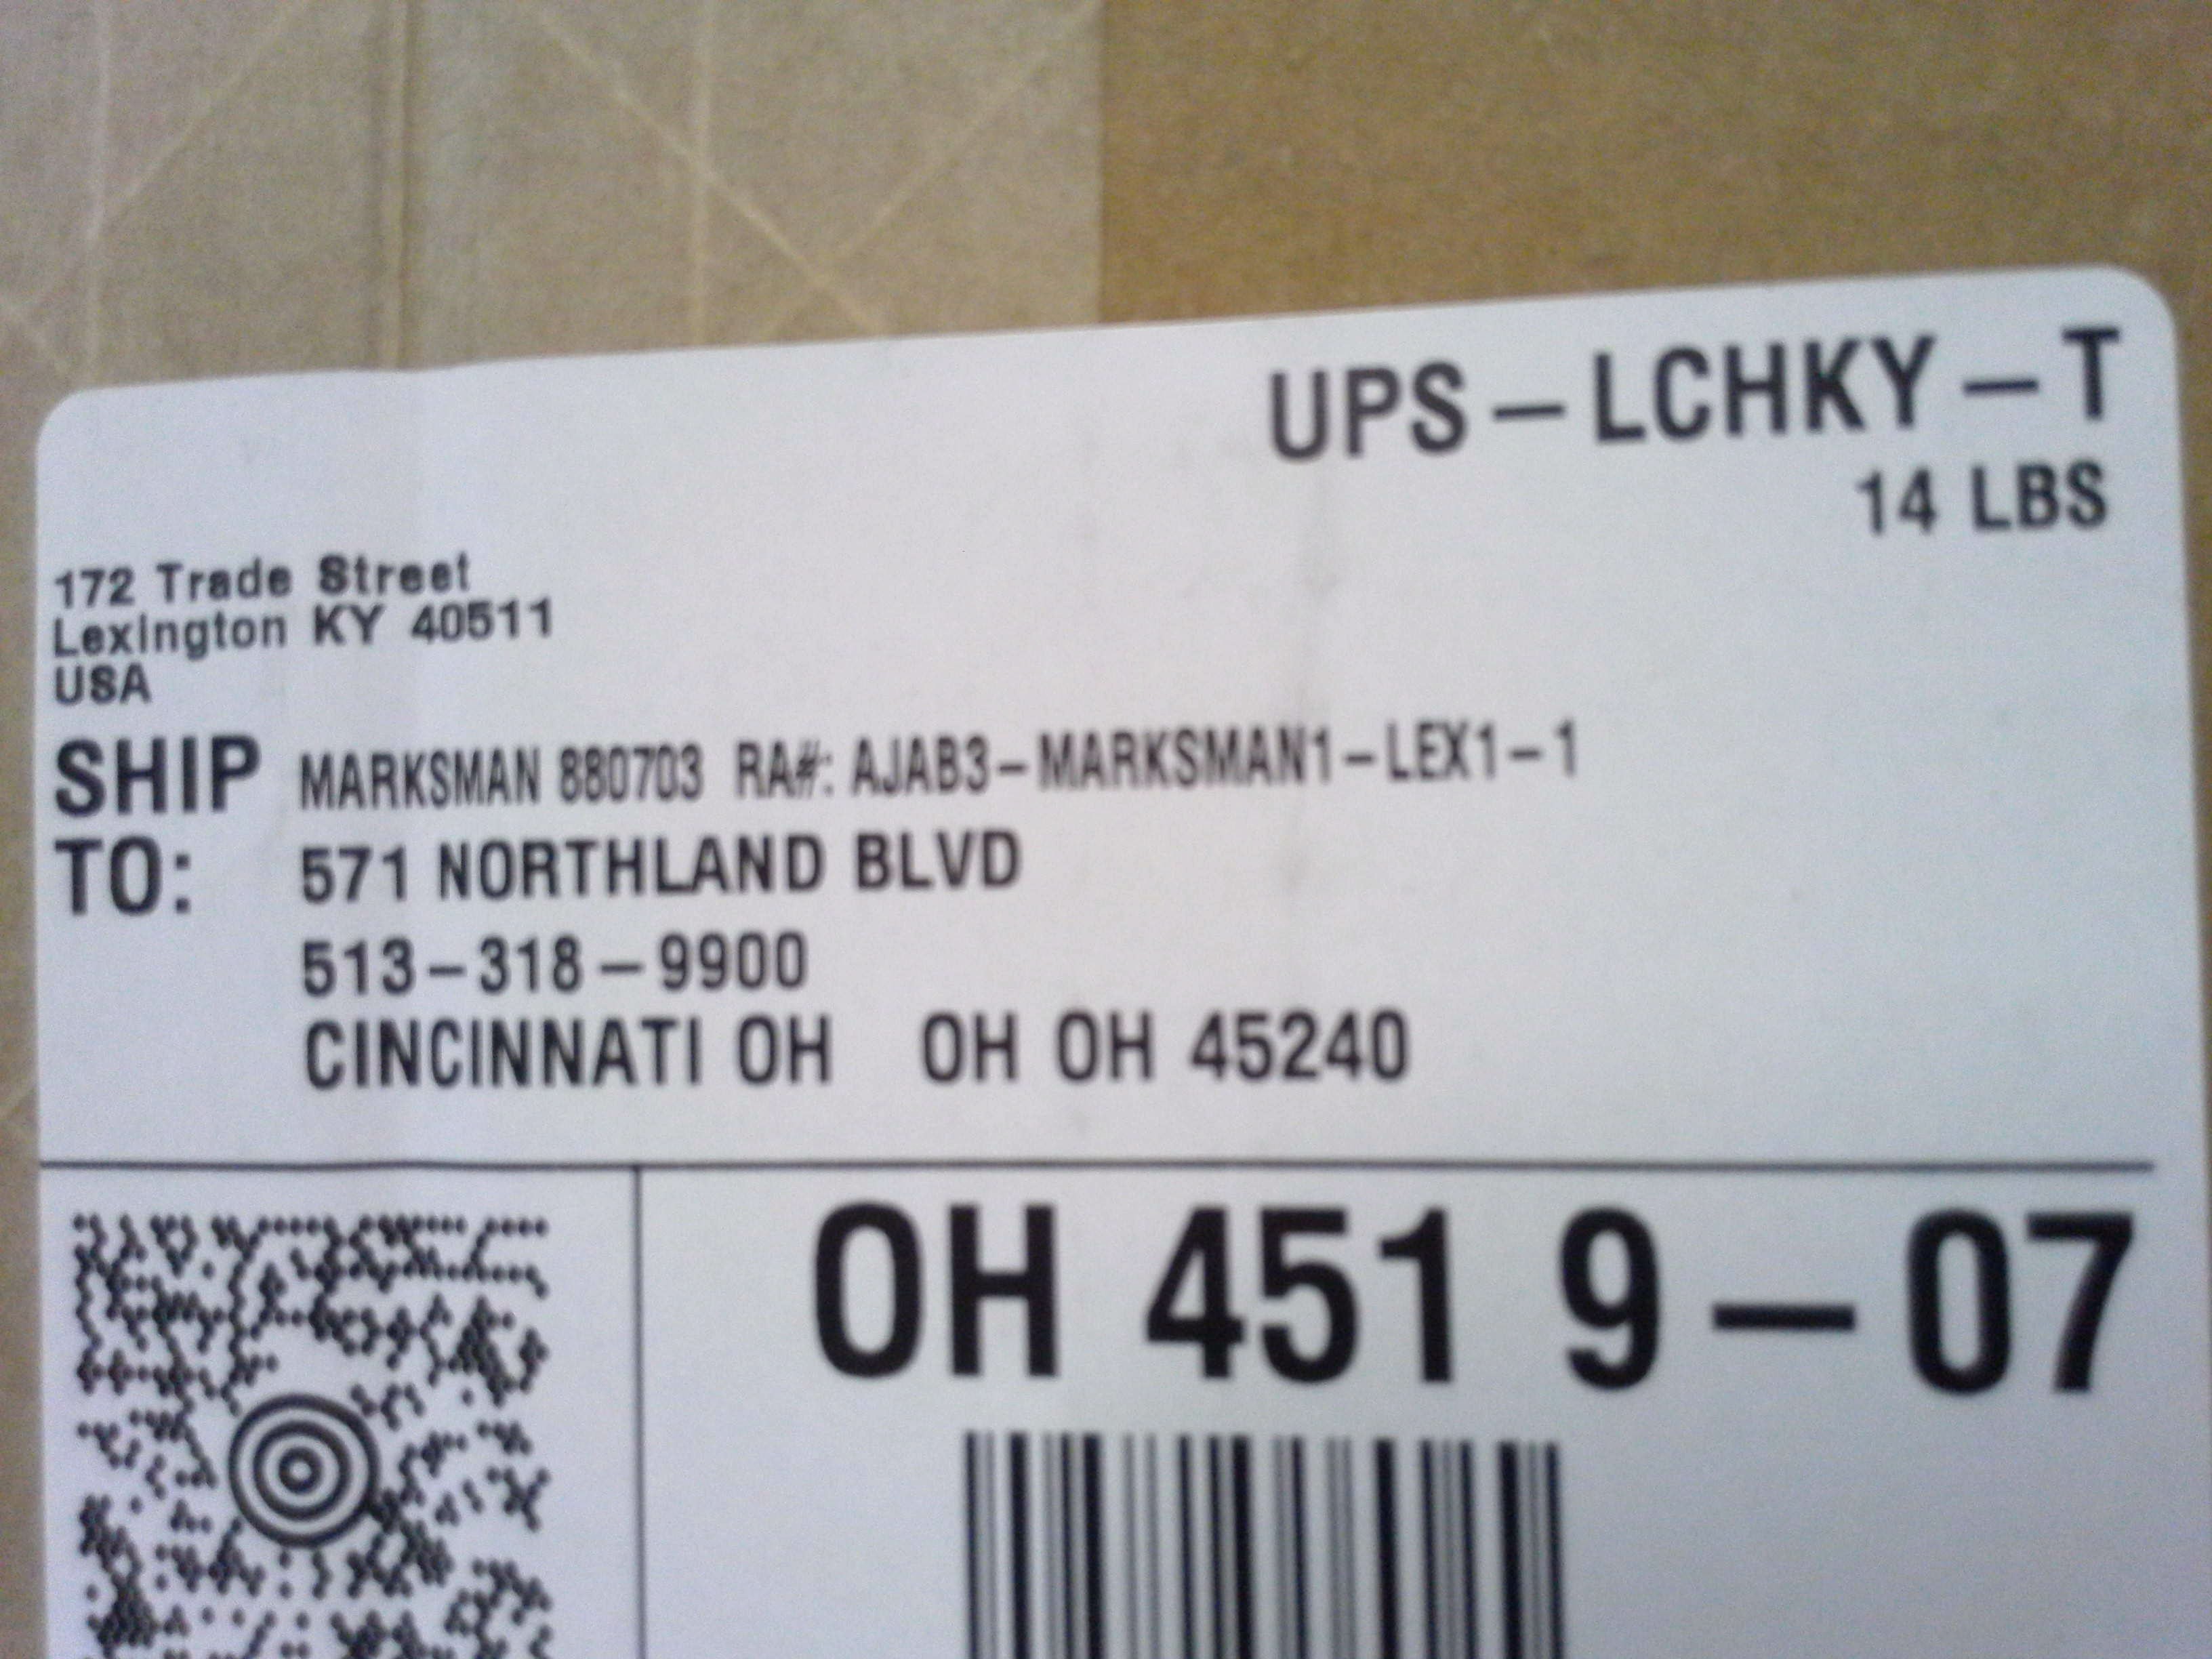 UPS – LCHKY – T
14 LBS
172 Trade Street
Lexington KY 40511
USA
SHIP TO:
MARKSMAN 880703 RA#: AJAB3–MARKSMAN1–LEX1–1
571 NORTHLAND BLVD
513–318–9900
CINCINNATI OH OH OH 45240
OH 451 9–07